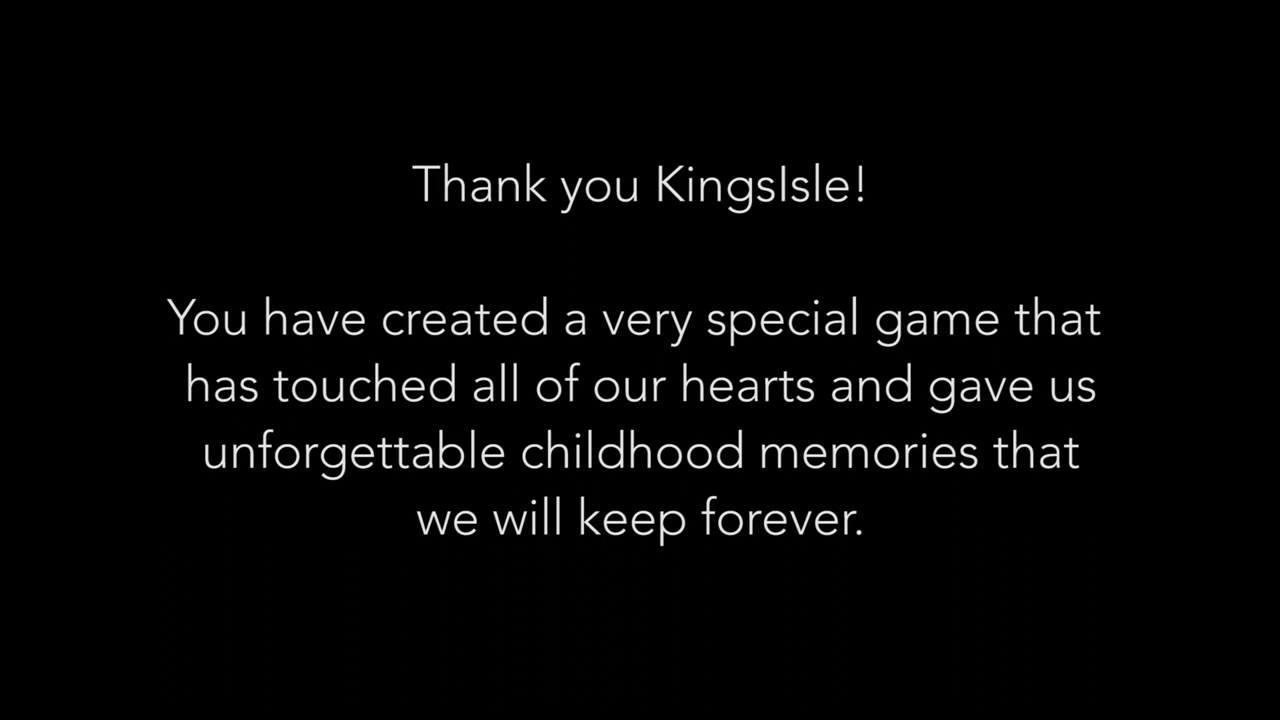 Thank you KingsIsle!
You have created a very special game that
has touched all of our hearts and gave us
unforgettable childhood memories that
we will keep forever.